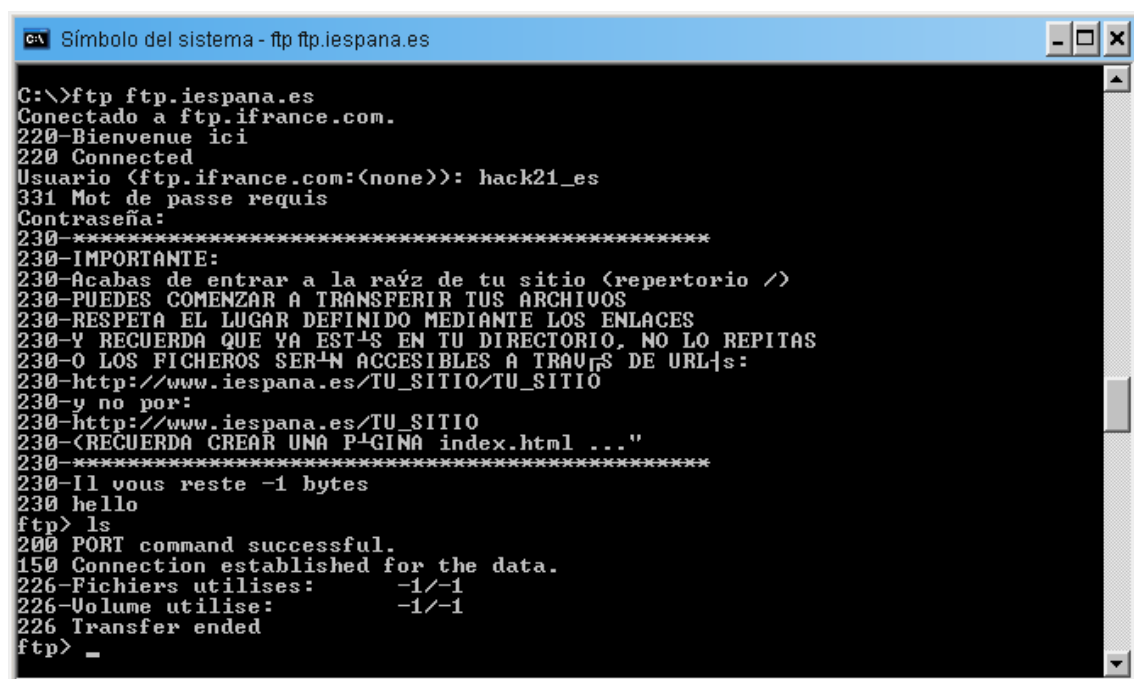 Símbolo del sistema - ftp ftp.iespana.es
C:\>ftp ftp.iespana.es
Conectado a ftp.ifrance.com.
220-Bienvenue ici
220 Connected
Usuario (ftp.ifrance.com:(none)): hack21_es
331 Mot de passe requis
Contraseña:
230-***********************************************
230-IMPORTANTE:
230-Acabas de entrar a la raÝz de tu sitio (repertorio /)
230-PUEDES COMENZAR A TRANSFERIR TUS ARCHIVOS
230-RESPETA EL LUGAR DEFINIDO MEDIANTE LOS ENLACES
230-Y RECUERDA QUE YA EST┴S EN TU DIRECTORIO, NO LO REPITAS
230-O LOS FICHEROS SER┴N ACCESIBLES A TRAV╔S DE URL┤s:
230-http://www.iespana.es/TU_SITIO/TU_SITIO
230-y no por:
230-http://www.iespana.es/TU_SITIO
230-(RECUERDA CREAR UNA P┴GINA index.html ..."
230-***********************************************
230-Il vous reste -1 bytes
230 hello
ftp> ls
200 PORT command successful.
150 Connection established for the data.
226-Fichiers utilises:      -1/-1
226-Volume utilise:         -1/-1
226 Transfer ended
ftp> _